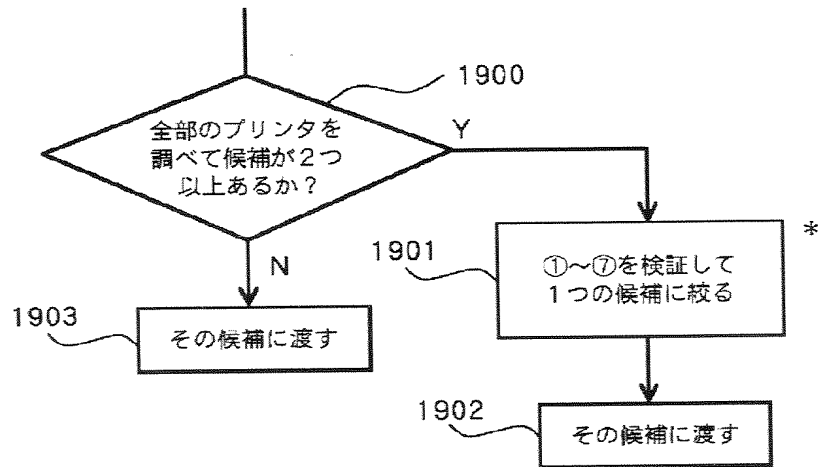 1900
全部のプリンタを
調べて候補が２つ
以上あるか？
Y
*
1901
①～⑦を検証して
１つの候補に絞る
N
1903
その候補に渡す
1902
その候補に渡す